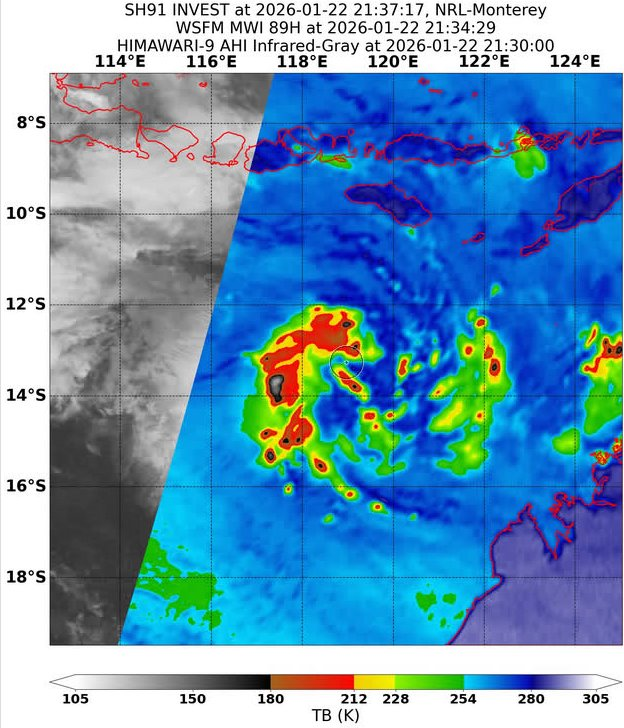 SH91 INVEST at 2026-01-22 21:37:17, NRL-Monterey
WSFM MWI 89H at 2026-01-22 21:34:29
HIMAWARI-9 AHI Infrared-Gray at 2026-01-22 21:30:00
114°E 116°E 118°E 120°E 122°E 124°E
8°S
10°S
12°S
14°S
16°S
18°S
105 150 180 212 228 254 280 305
TB (K)